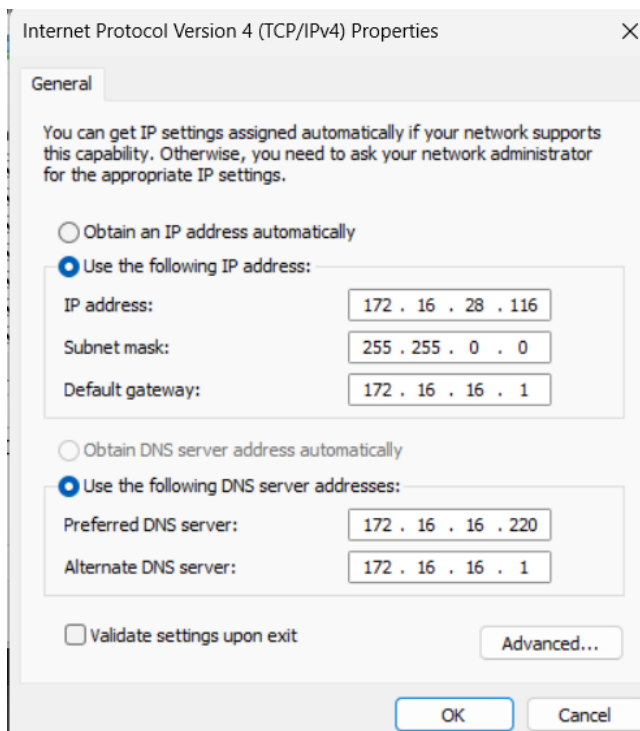 Internet Protocol Version 4 (TCP/IPv4) Properties
General
You can get IP settings assigned automatically if your network supports
this capability. Otherwise, you need to ask your network administrator
for the appropriate IP settings.
Obtain an IP address automatically
Use the following IP address:
IP address: 172 . 16 . 28 . 116
Subnet mask: 255 . 255 . 0 . 0
Default gateway: 172 . 16 . 16 . 1
Obtain DNS server address automatically
Use the following DNS server addresses:
Preferred DNS server: 172 . 16 . 16 . 220
Alternate DNS server: 172 . 16 . 16 . 1
Validate settings upon exit
Advanced...
OK Cancel